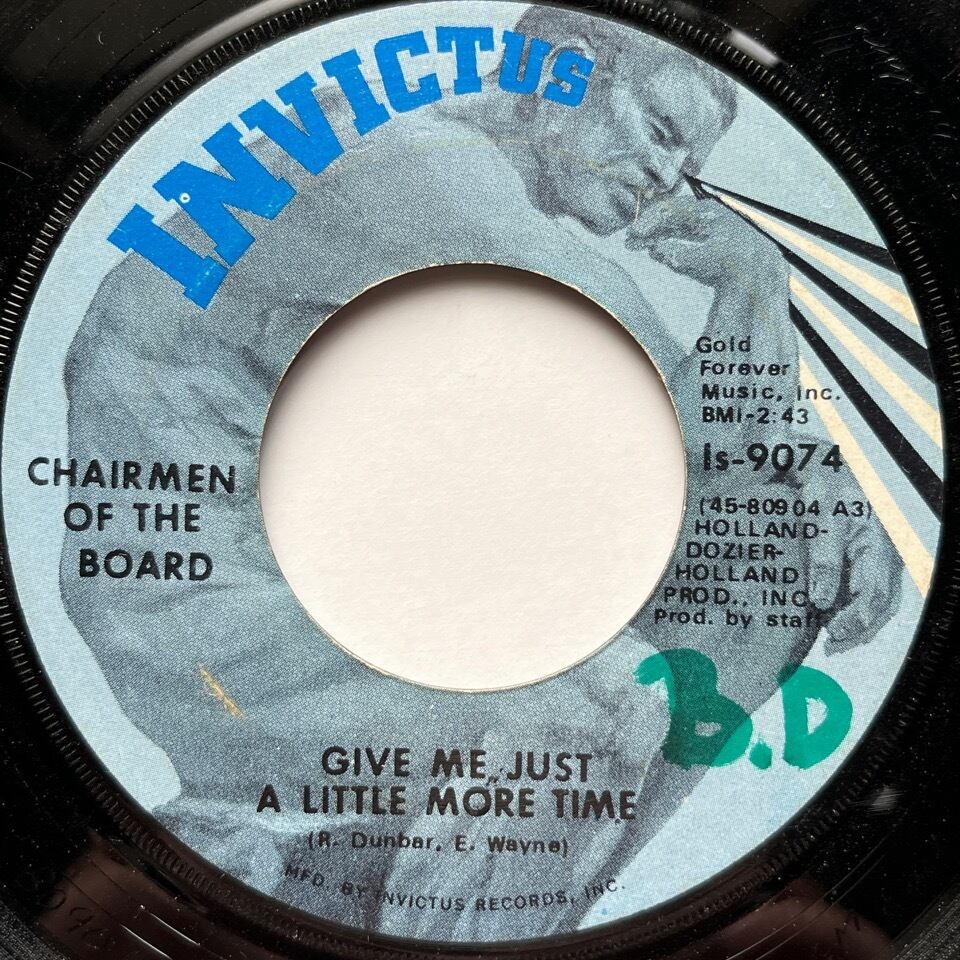 INVICTUS
Gold
Forever
Music, Inc.
BMI-2:43
Is-9074
(45-80904 A3)
HOLLAND-
DOZIER-
HOLLAND
PROD., INC.
Prod. by staff
CHAIRMEN
OF THE
BOARD
B.D
GIVE ME JUST
A LITTLE MORE TIME
(R. Dunbar, E. Wayne)
MFD. BY INVICTUS RECORDS, INC.